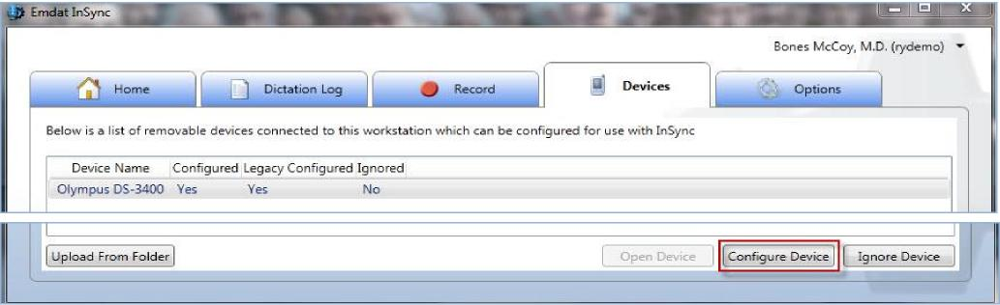 Emdat InSync
Bones McCoy, M.D. (rydemo)
Home Dictation Log Record Devices Options
Below is a list of removable devices connected to this workstation which can be configured for use with InSync
Device Name Configured Legacy Configured Ignored
Olympus DS-3400 Yes Yes No
Upload From Folder Open Device Configure Device Ignore Device